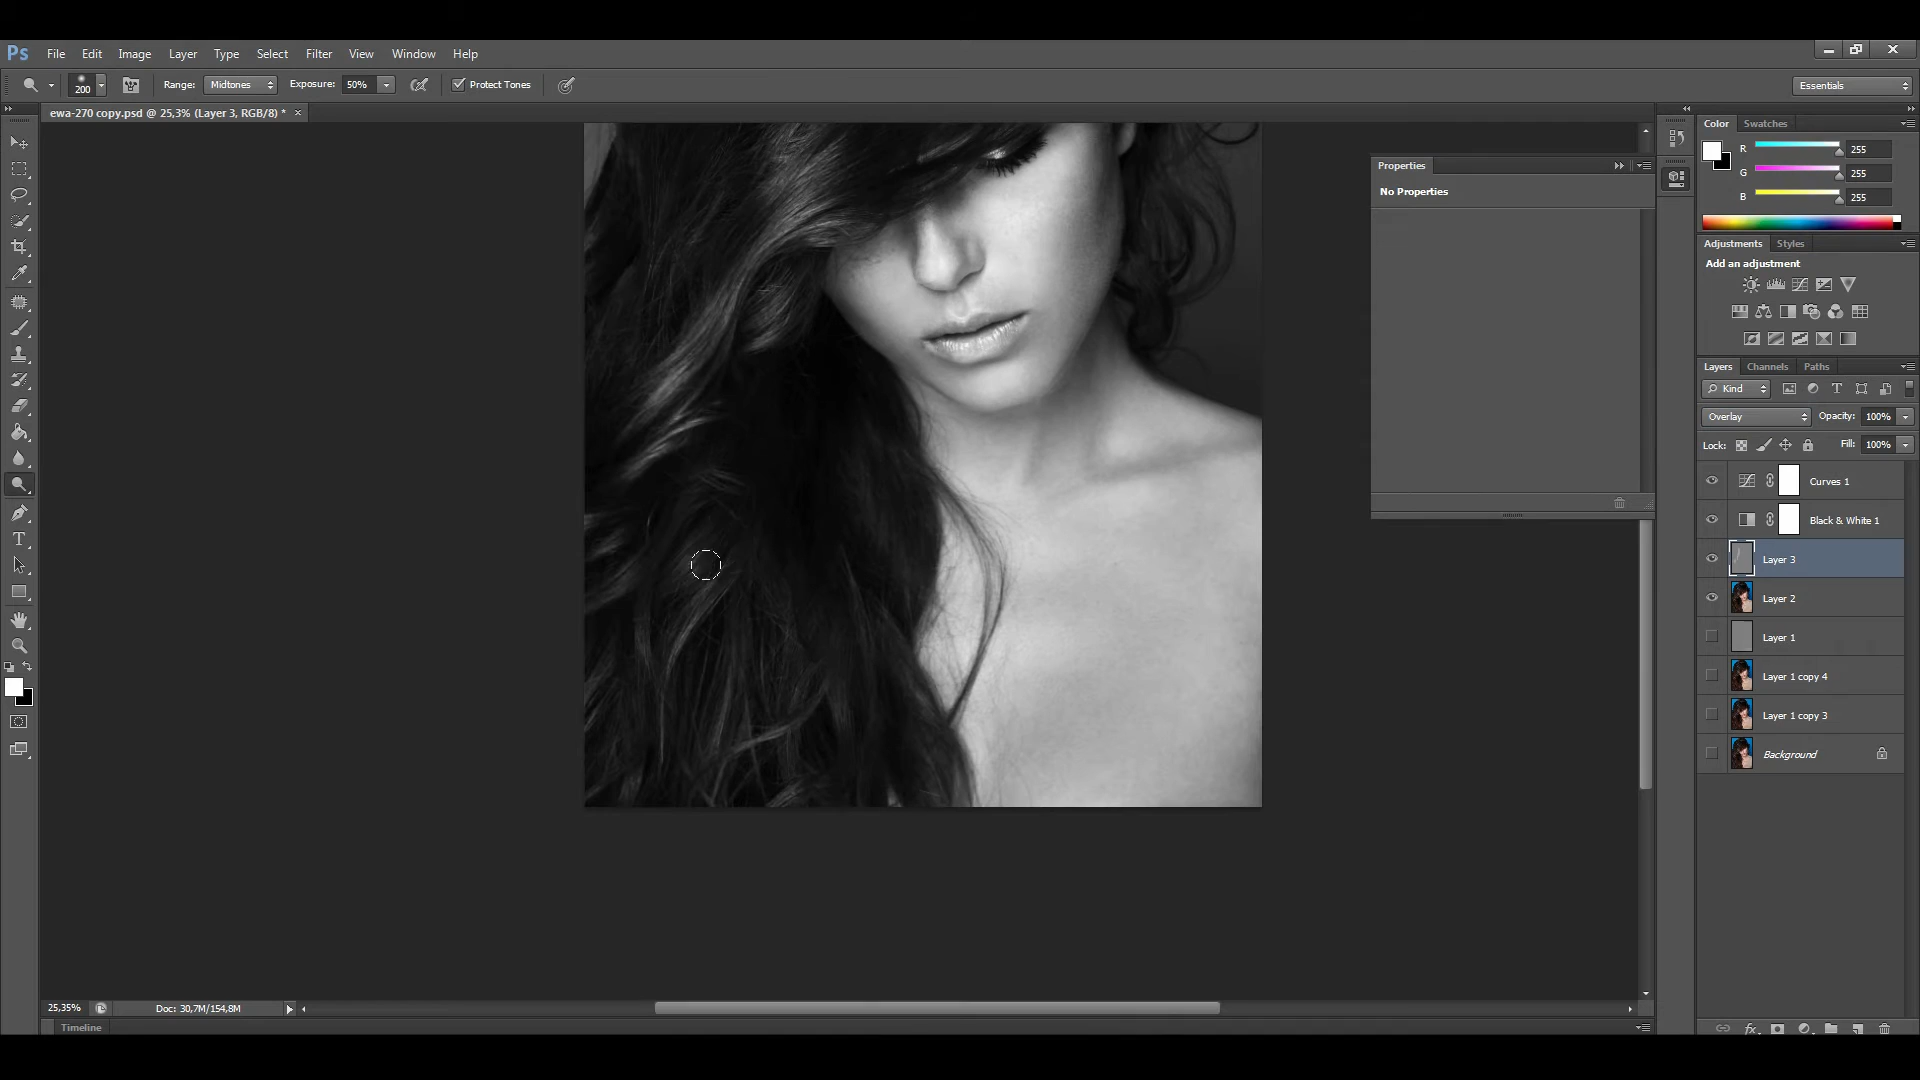 Ps File Edit Image Layer Type Select Filter View Window Help
200 Range: Midtones Exposure: 50% Protect Tones Essentials
ewa-270 copy.psd @ 25,3% (Layer 3, RGB/8) * ×
Color Swatches
R 255
G 255
B 255
Properties
No Properties
Adjustments Styles
Add an adjustment
Layers Channels Paths
Kind
Overlay Opacity: 100%
Lock: Fill: 100%
Curves 1
Black & White 1
Layer 3
Layer 2
Layer 1
Layer 1 copy 4
Layer 1 copy 3
Background
25,35% Doc: 30,7M/154,8M
Timeline